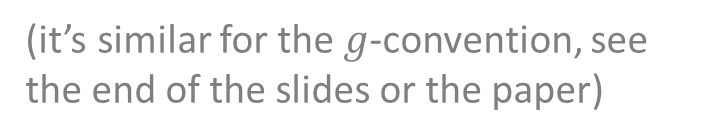 (it's similar for the g-convention, see
the end of the slides or the paper)